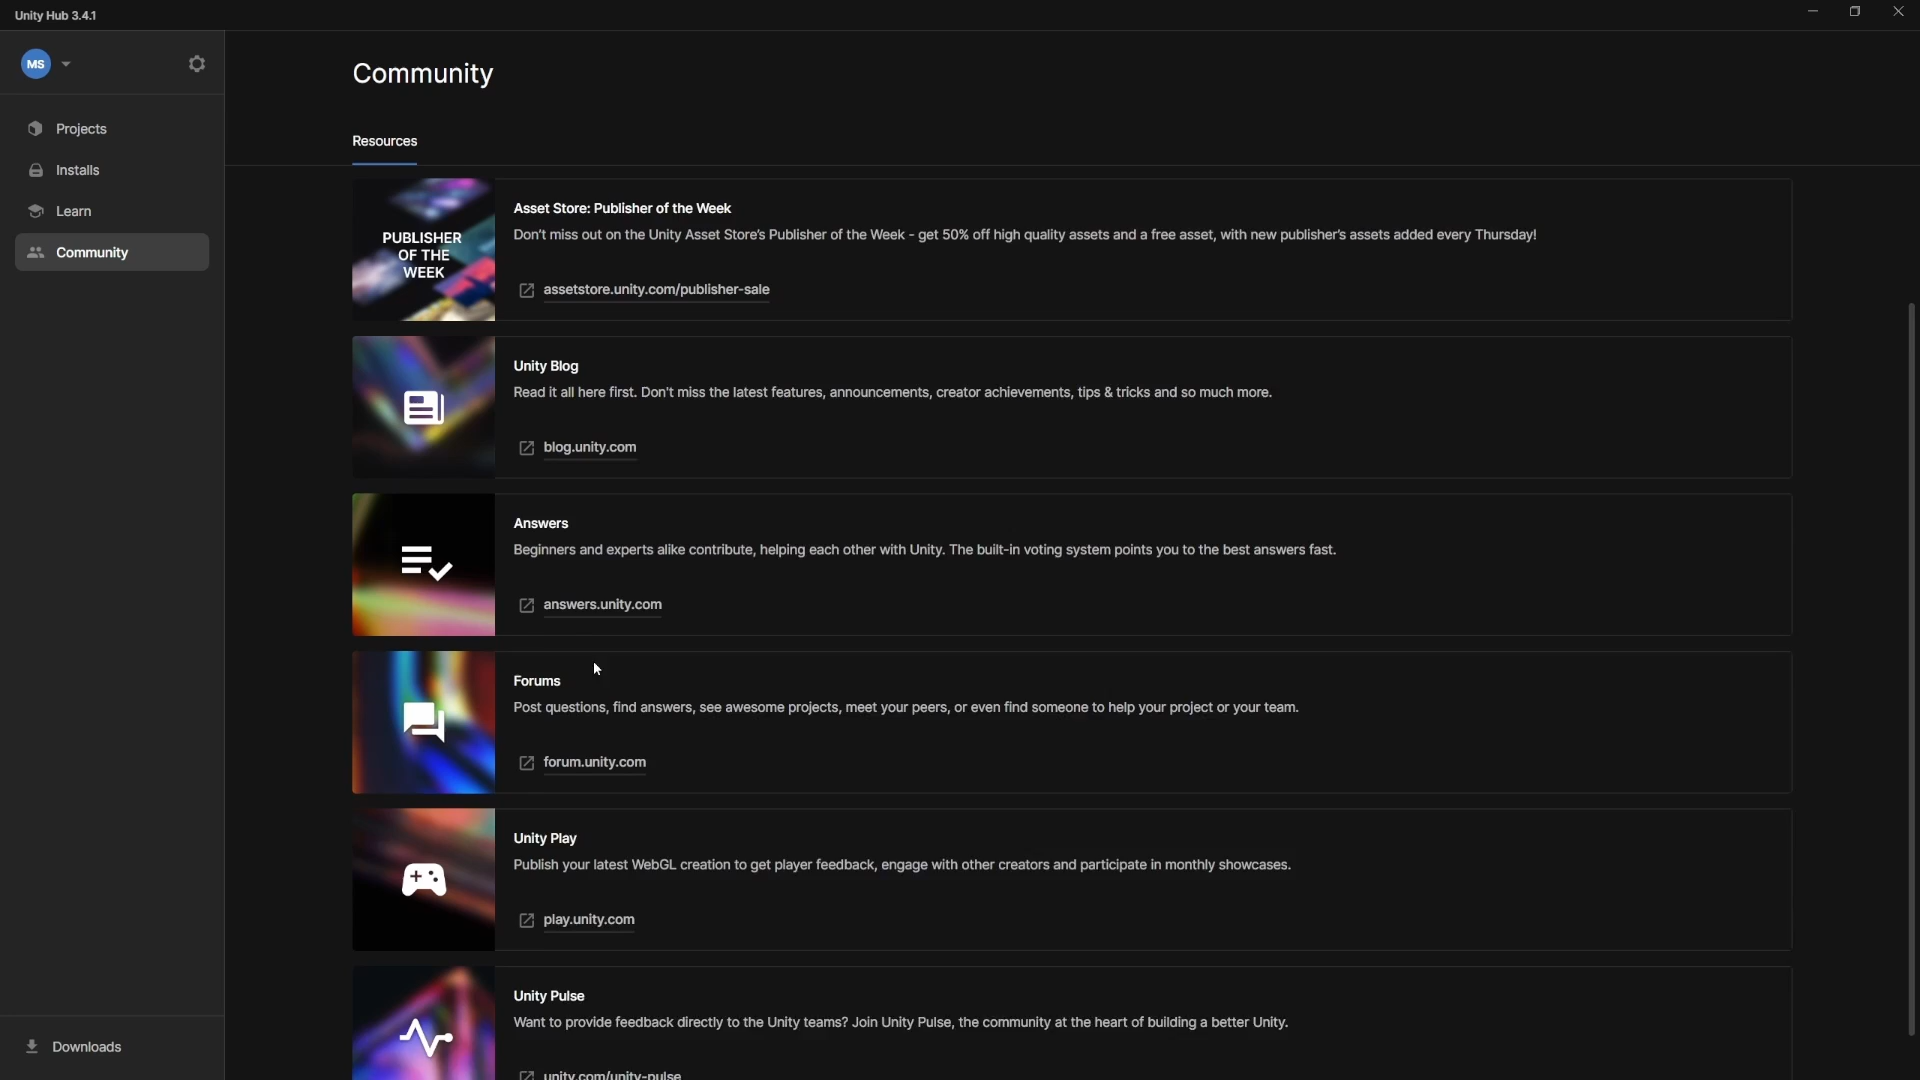 Unity Hub 3.4.1
MS
Projects
Installs
Learn
Community
Downloads
Community
Resources
PUBLISHER
OF THE
WEEK
Asset Store: Publisher of the Week
Don't miss out on the Unity Asset Store's Publisher of the Week - get 50% off high quality assets and a free asset, with new publisher's assets added every Thursday!
assetstore.unity.com/publisher-sale
Unity Blog
Read it all here first. Don't miss the latest features, announcements, creator achievements, tips & tricks and so much more.
blog.unity.com
Answers
Beginners and experts alike contribute, helping each other with Unity. The built-in voting system points you to the best answers fast.
answers.unity.com
Forums
Post questions, find answers, see awesome projects, meet your peers, or even find someone to help your project or your team.
forum.unity.com
Unity Play
Publish your latest WebGL creation to get player feedback, engage with other creators and participate in monthly showcases.
play.unity.com
Unity Pulse
Want to provide feedback directly to the Unity teams? Join Unity Pulse, the community at the heart of building a better Unity.
unity.com/unity-pulse